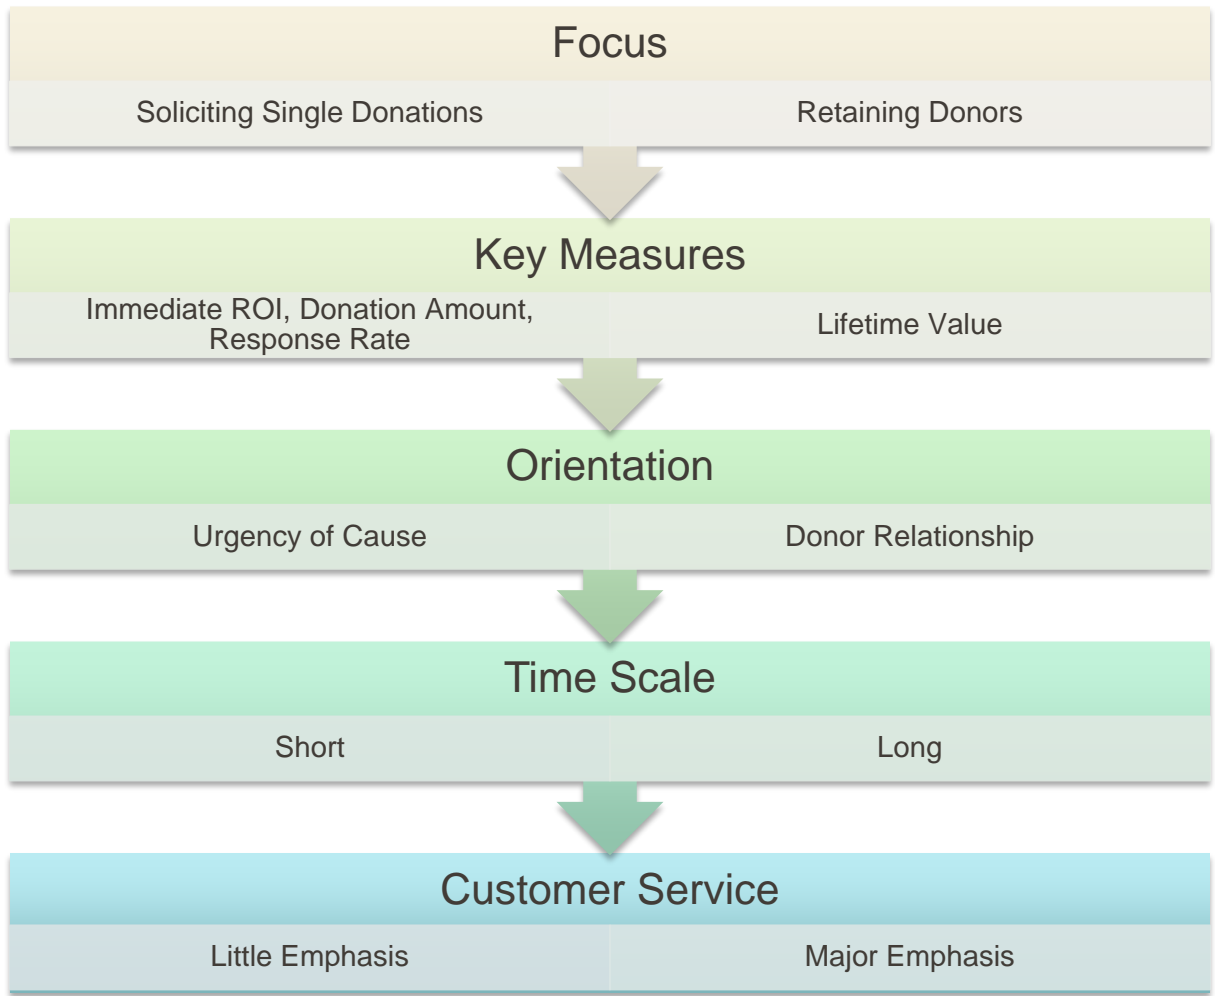 Focus
Soliciting Single Donations
Retaining Donors
Key Measures
Immediate ROI, Donation Amount,
Response Rate
Lifetime Value
Orientation
Urgency of Cause
Donor Relationship
Time Scale
Short
Long
Customer Service
Little Emphasis
Major Emphasis